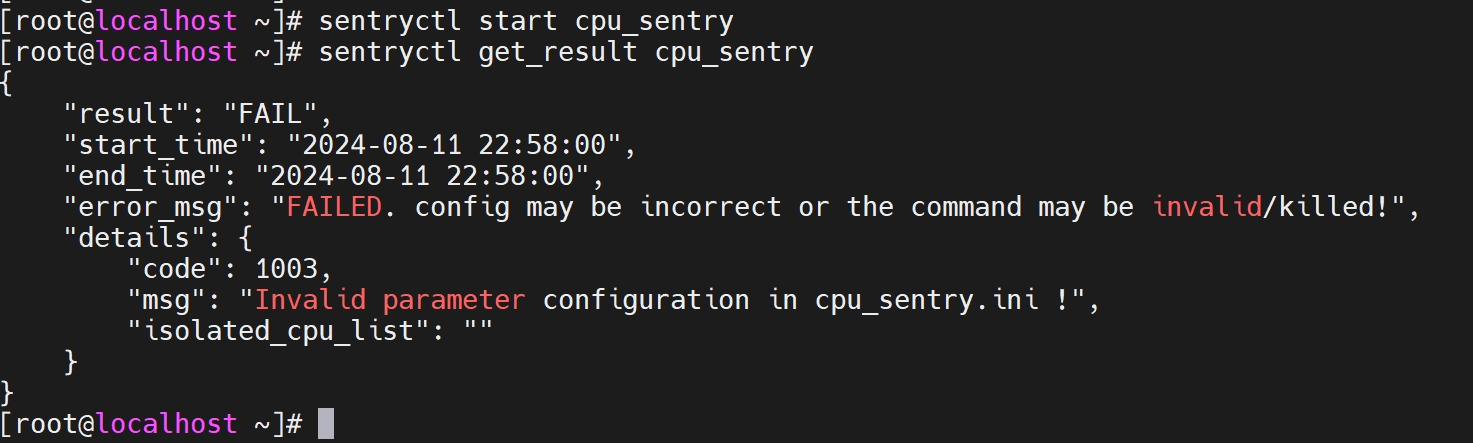 [root@localhost ~]# sentryctl start cpu_sentry
[root@localhost ~]# sentryctl get_result cpu_sentry
{
    "result": "FAIL",
    "start_time": "2024-08-11 22:58:00",
    "end_time": "2024-08-11 22:58:00",
    "error_msg": "FAILED. config may be incorrect or the command may be invalid/killed!",
    "details": {
        "code": 1003,
        "msg": "Invalid parameter configuration in cpu_sentry.ini !",
        "isolated_cpu_list": ""
    }
}
[root@localhost ~]#